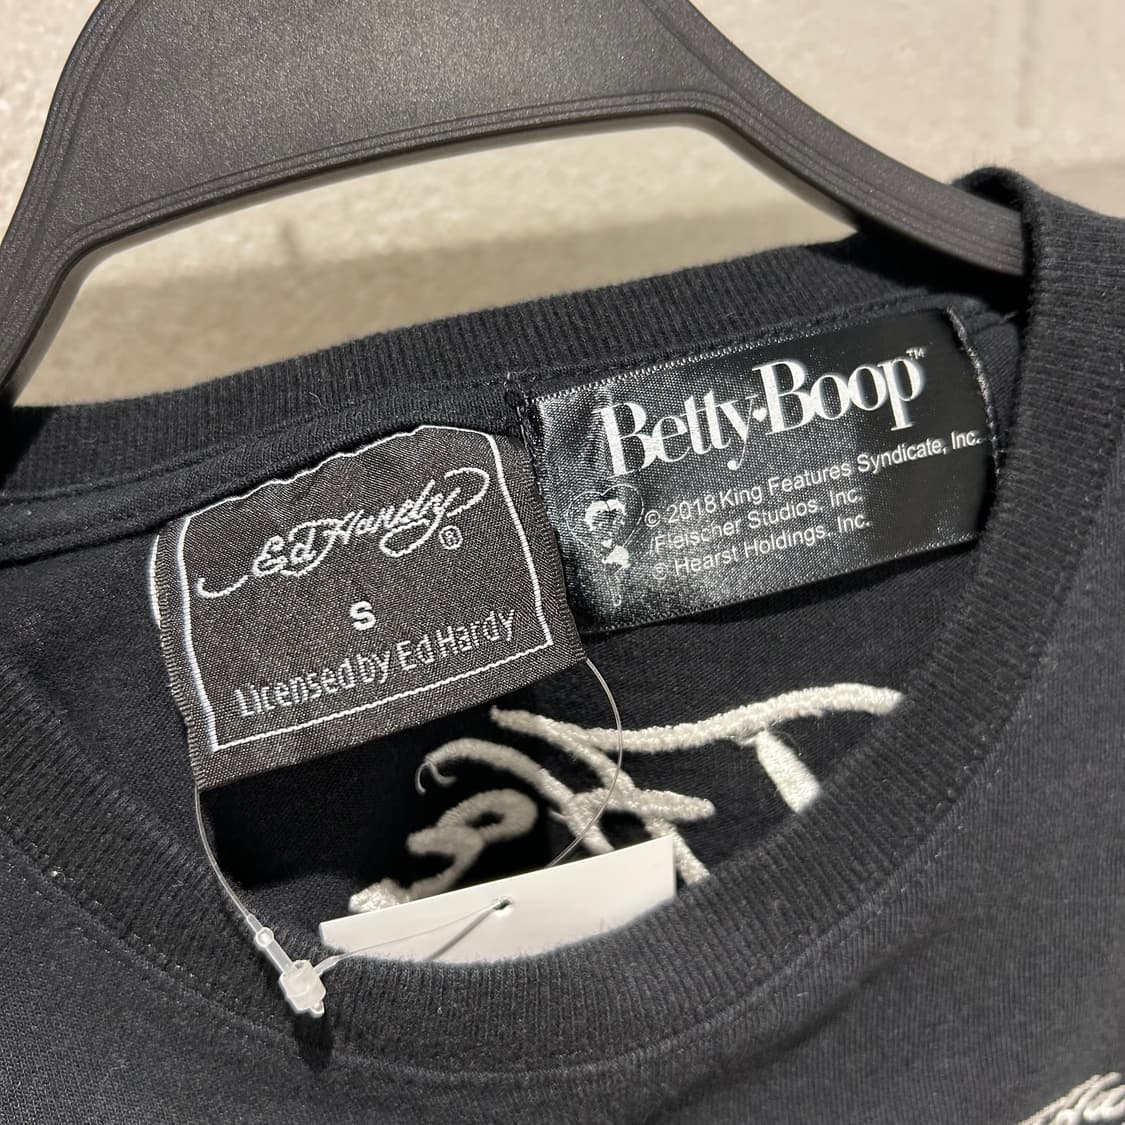 Ed Hardy®
S
Licensed by Ed Hardy
Betty Boop™
© 2018 King Features Syndicate, Inc.
Fleischer Studios. Inc.
© Hearst Holdings. Inc.